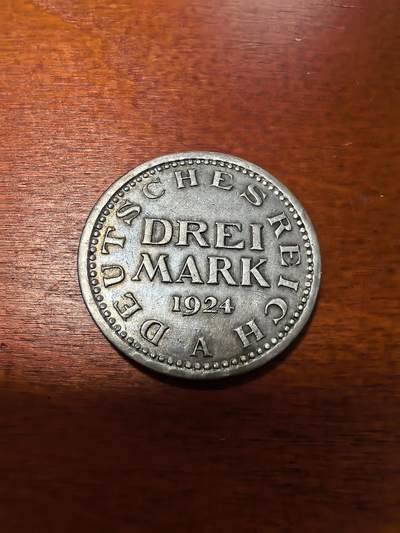 DEUTSCHES REICH
DREI
MARK
1924
A